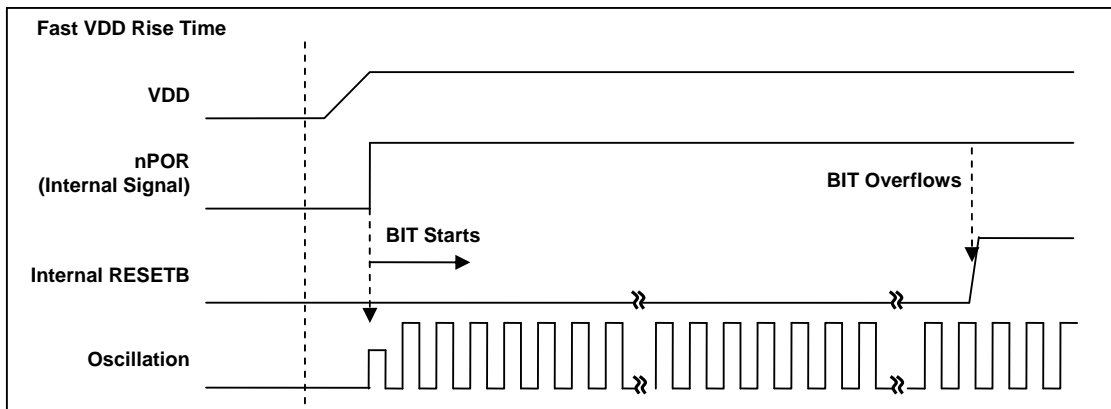 Fast VDD Rise Time
VDD
nPOR
(Internal Signal)
BIT Overflows
BIT Starts
Internal RESETB
Oscillation